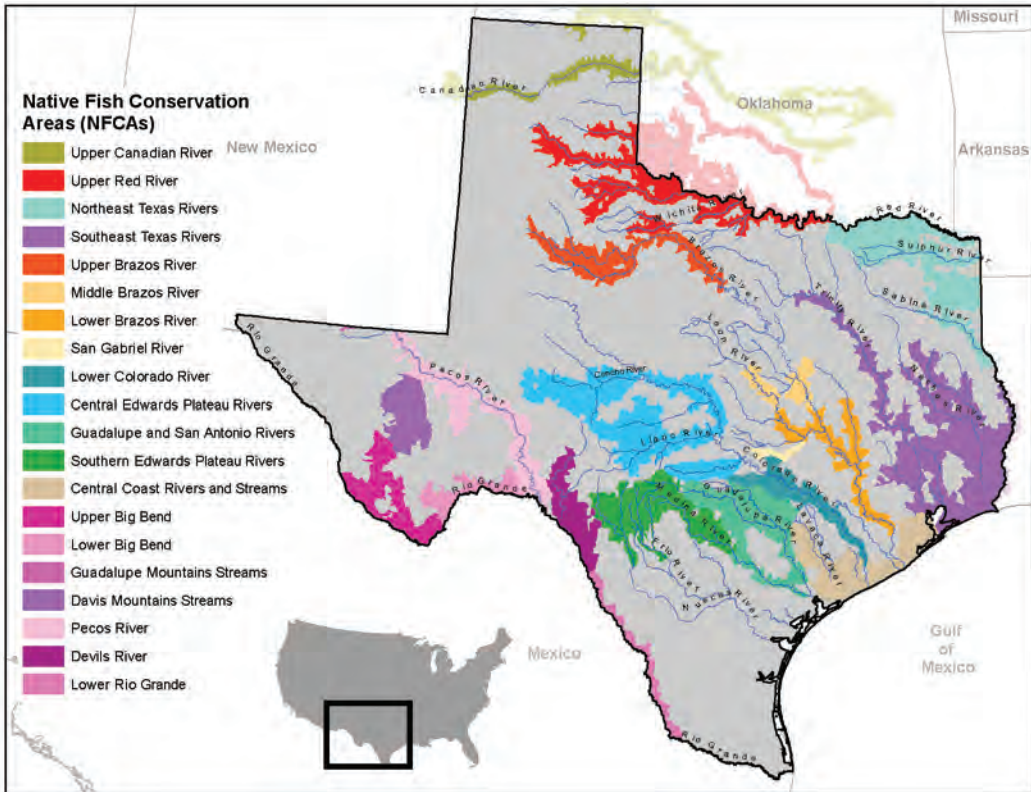 Missouri
Canadian River
Oklahoma
Native Fish Conservation
Areas (NFCAs)
New Mexico
Arkansas
Upper Canadian River
Upper Red River
Northeast Texas Rivers
Southeast Texas Rivers
Upper Brazos River
Middle Brazos River
Lower Brazos River
San Gabriel River
Lower Colorado River
Central Edwards Plateau Rivers
Guadalupe and San Antonio Rivers
Southern Edwards Plateau Rivers
Central Coast Rivers and Streams
Upper Big Bend
Lower Big Bend
Guadalupe Mountains Streams
Davis Mountains Streams
Pecos River
Devils River
Lower Rio Grande
Wichita River
Red River
Sulphur River
Brazos River
Sabine River
Trinity River
Leon River
Neches River
Rio Grande
Pecos River
Concho River
Llano River
Colorado River
Rio Grande
Guadalupe River
Medina River
Lavaca River
Frio River
Nueces River
Mexico
Gulf
of
Mexico
Rio Grande